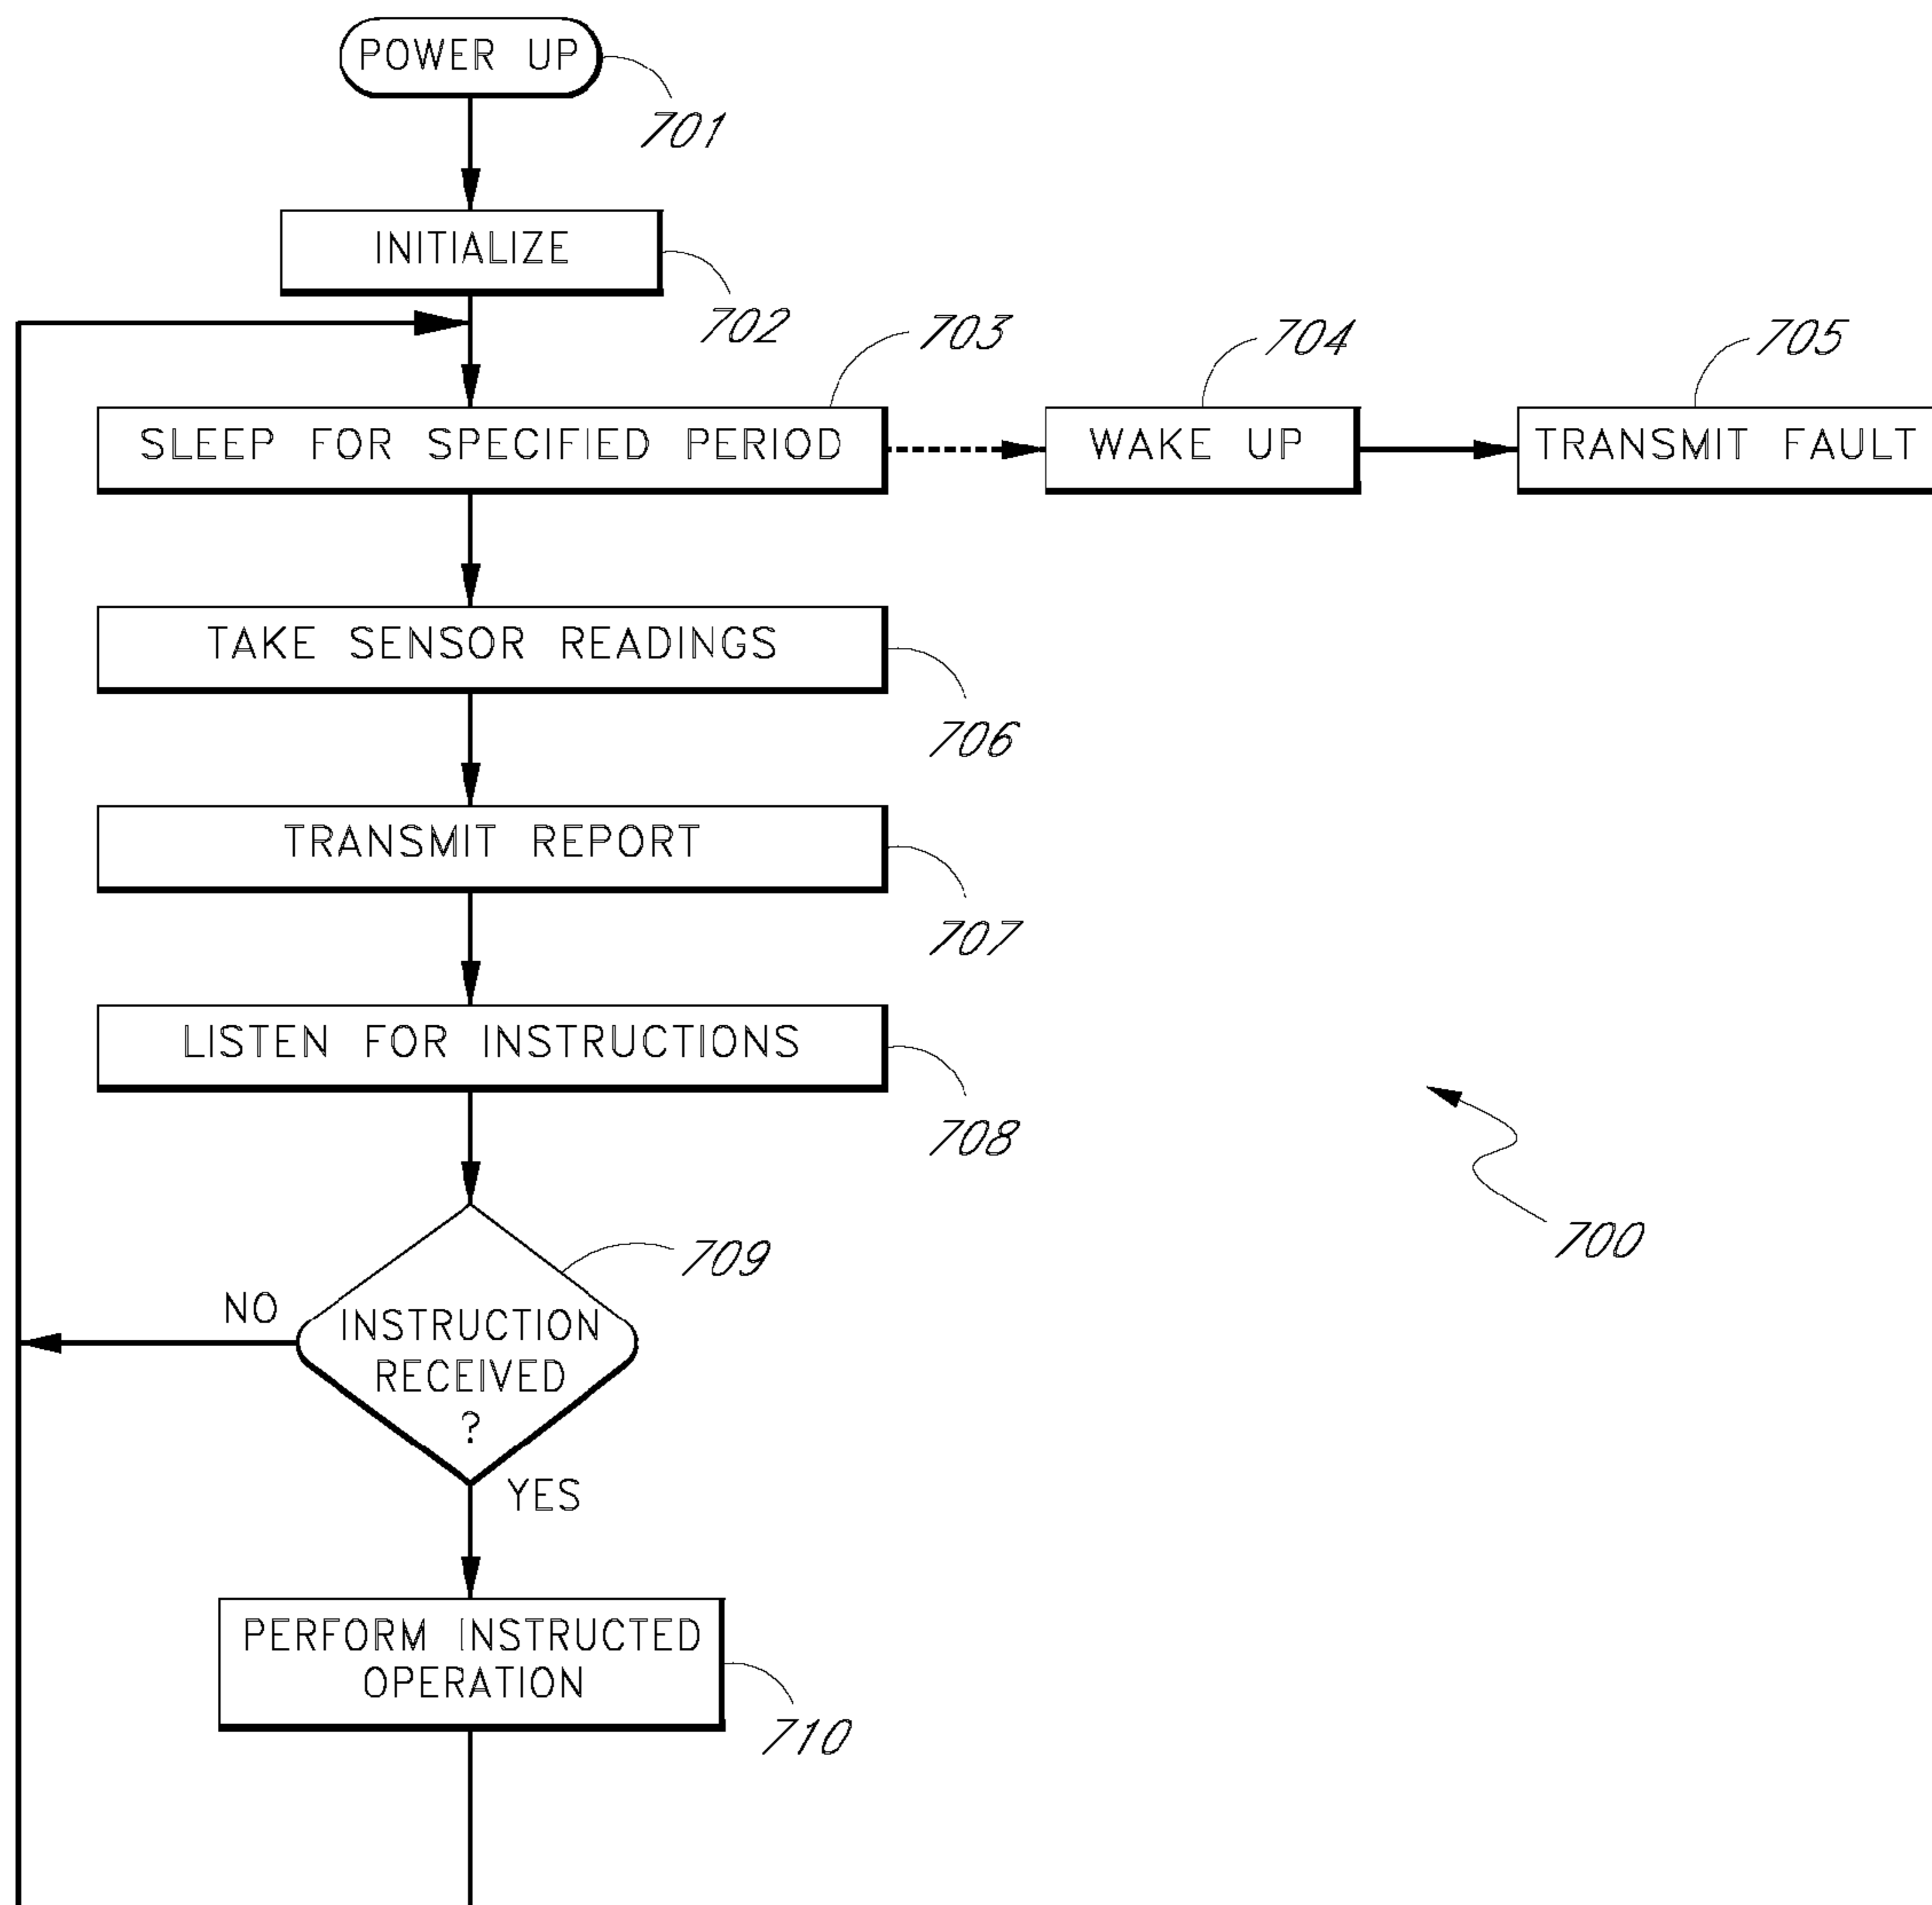 POWER UP
701
INITIALIZE
702
703
704
705
SLEEP FOR SPECIFIED PERIOD
WAKE UP
TRANSMIT FAULT
TAKE SENSOR READINGS
706
TRANSMIT REPORT
707
LISTEN FOR INSTRUCTIONS
708
700
709
NO
INSTRUCTION
RECEIVED
?
YES
PERFORM INSTRUCTED
OPERATION
710